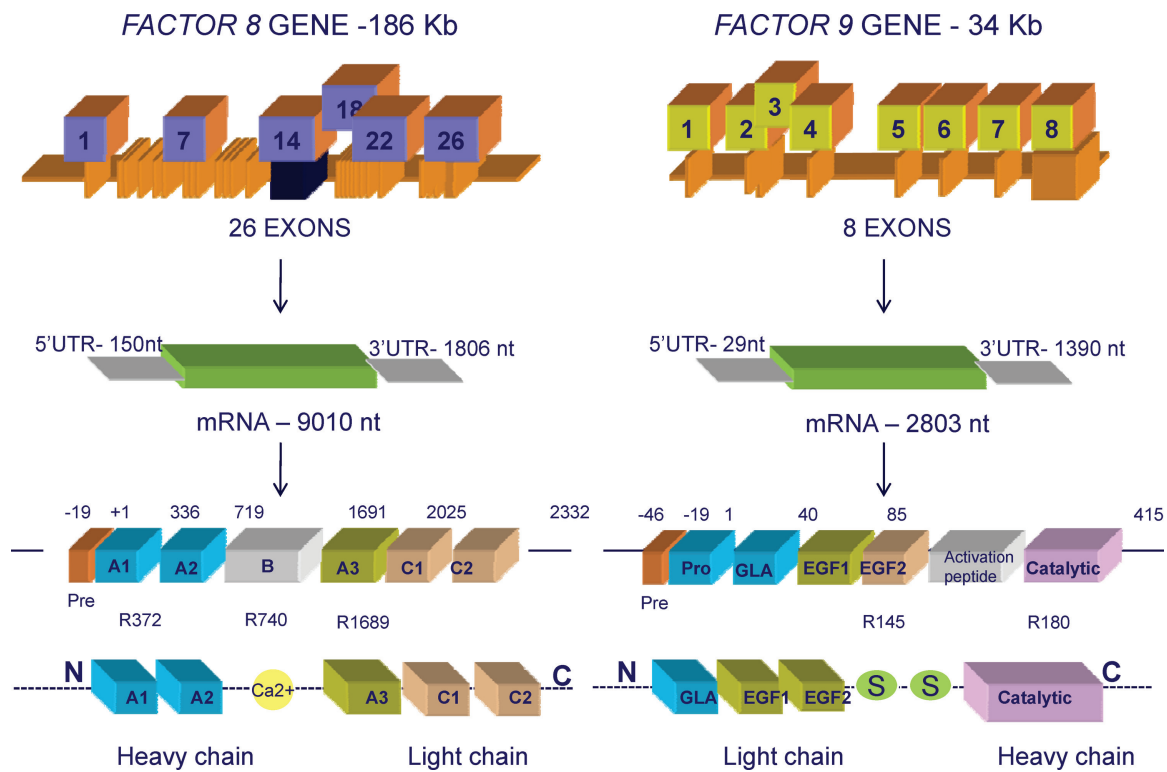 FACTOR 8 GENE -186 Kb
1 7 14 18 22 26
26 EXONS
5'UTR- 150nt
3'UTR- 1806 nt
mRNA – 9010 nt
-19 +1 336 719 1691 2025 2332
A1 A2 B A3 C1 C2
Pre
R372 R740 R1689
N A1 A2 Ca2+ A3 C1 C2 C
Heavy chain Light chain
FACTOR 9 GENE - 34 Kb
1 2 3 4 5 6 7 8
8 EXONS
5'UTR- 29nt
3'UTR- 1390 nt
mRNA – 2803 nt
-46 -19 1 40 85 415
Pro GLA EGF1 EGF2 Activation peptide Catalytic
Pre
R145 R180
N GLA EGF1 EGF2 S S Catalytic C
Light chain Heavy chain